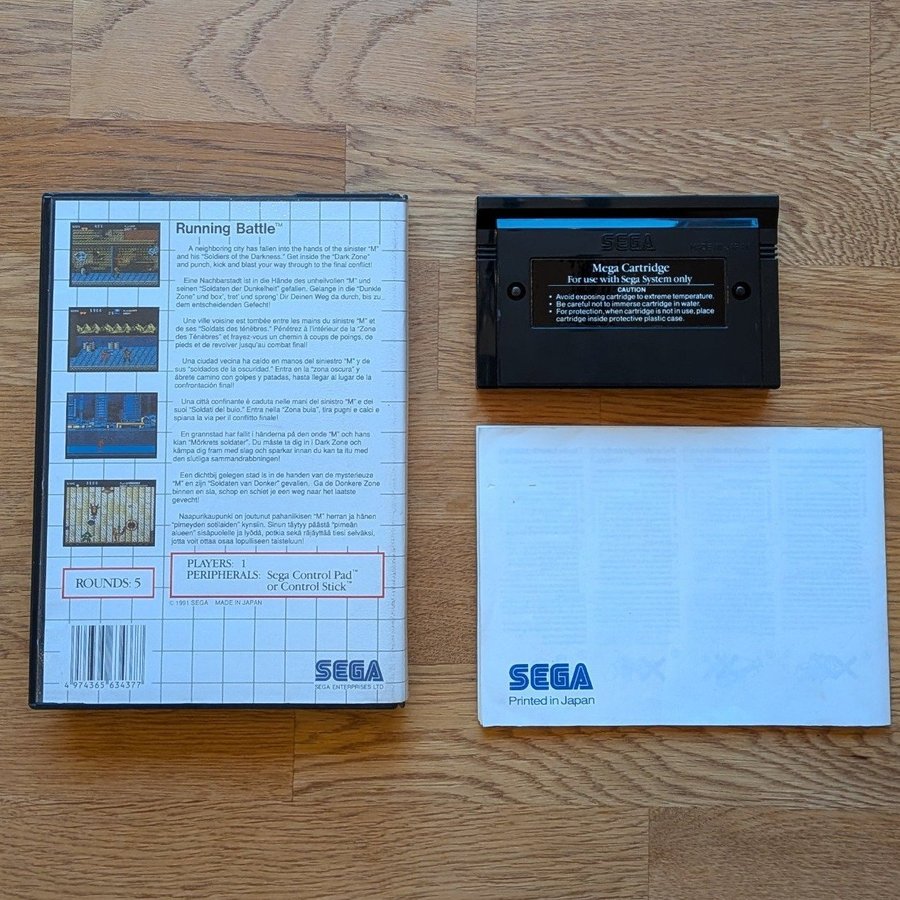 Running Battle™
A neighboring city has fallen into the hands of the sinister "M"
and his "Soldiers of the Darkness." Get inside the "Dark Zone"
and punch, kick and blast your way through to the final conflict!
Eine Nachbarstadt ist in die Hände des unheilvollen "M" und
seinen "Soldaten der Dunkelheit" gefallen. Gelange in die "Dunkle
Zone" und box', tret' und spreng' Dir Deinen Weg da durch, bis zu
dem entscheidenden Gefecht!
Une ville voisine est tombée entre les mains du sinistre "M" et
de ses "Soldats des ténèbres." Pénétrez à l'intérieur de la "Zone
des Ténèbres" et frayez-vous un chemin à coups de poings, de
pieds et de revolver jusqu'au combat final!
Una ciudad vecina ha caído en manos del siniestro "M" y de
sus "soldados de la oscuridad." Entra en la "zona oscura" y
ábrete camino con golpes y patadas, hasta llegar al lugar de la
confrontación final!
Una città confinante è caduta nelle mani del sinistro "M" e dei
suoi "Soldati del buio." Entra nella "Zona buia", tira pugni e calci e
spiana la via per il conflitto finale!
En grannstad har fallit i händerna på den onde "M" och hans
klan "Mörkrets soldater". Du måste ta dig in i Dark Zone och
kämpa dig fram med slag och sparkar innan du kan ta itu med
den slutliga sammandrabbningen!
Een dichtbij gelegen stad is in de handen van de mysterieuze
"M" en zijn "Soldaten van Donker" gevallen. Ga de Donkere Zone
binnen en sla, schop en schiet je een weg naar het laatste
gevecht!
Naapurikaupunki on joutunut pahanilkisen "M" herran ja hänen
"pimeyden sotilaiden" kynsiin. Sinun täytyy päästä "pimeän
alueen" sisäpuolelle ja lyödä, potkia sekä räjäyttää tiesi selväksi,
jotta voit ottaa osaa lopulliseen taisteluun!
ROUNDS: 5
PLAYERS: 1
PERIPHERALS: Sega Control Pad™
or Control Stick™
© 1991 SEGA MADE IN JAPAN
4 974365 634377
SEGA
SEGA ENTERPRISES LTD
SEGA
Mega Cartridge
For use with Sega System only
CAUTION
• Avoid exposing cartridge to extreme temperature.
• Be careful not to immerse cartridge in water.
• For protection, when cartridge is not in use, place
cartridge inside protective plastic case.
SEGA
Printed in Japan